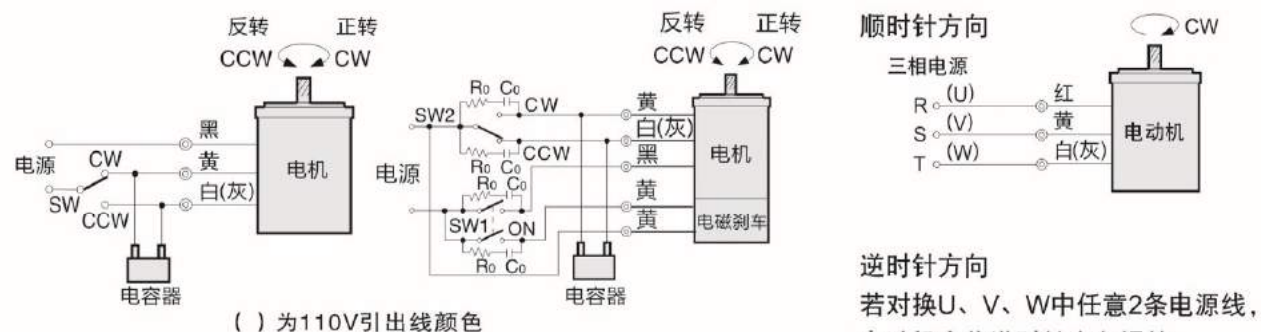 反转 正转
CCW CW
黑
黄
白(灰)
电源
CW
SW
CCW
电机
电容器
( ) 为110V引出线颜色
反转 正转
CCW CW
R₀ C₀
CW
SW2
CCW
R₀ C₀
电源
R₀ C₀
SW1 ON
R₀ C₀
黄
白(灰)
黑
黄
黄
电机
电磁刹车
电容器
顺时针方向
CW
三相电源
R (U) 红
S (V) 黄
T (W) 白(灰)
电动机
逆时针方向
若对换U、V、W中任意2条电源线，